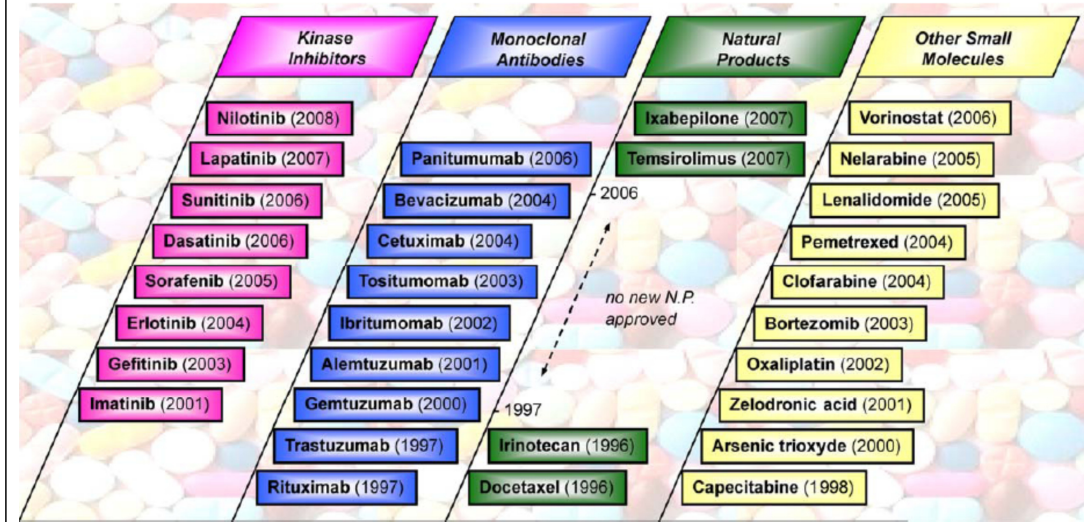 Kinase
Inhibitors
Monoclonal
Antibodies
Natural
Products
Other Small
Molecules
Nilotinib (2008)
Lapatinib (2007)
Sunitinib (2006)
Dasatinib (2006)
Sorafenib (2005)
Erlotinib (2004)
Gefitinib (2003)
Imatinib (2001)
Panitumumab (2006)
Bevacizumab (2004)
Cetuximab (2004)
Tositumomab (2003)
Ibritumomab (2002)
Alemtuzumab (2001)
Gemtuzumab (2000)
Trastuzumab (1997)
Rituximab (1997)
Ixabepilone (2007)
Temsirolimus (2007)
2006
no new N.P.
approved
1997
Irinotecan (1996)
Docetaxel (1996)
Vorinostat (2006)
Nelarabine (2005)
Lenalidomide (2005)
Pemetrexed (2004)
Clofarabine (2004)
Bortezomib (2003)
Oxaliplatin (2002)
Zelodronic acid (2001)
Arsenic trioxyde (2000)
Capecitabine (1998)